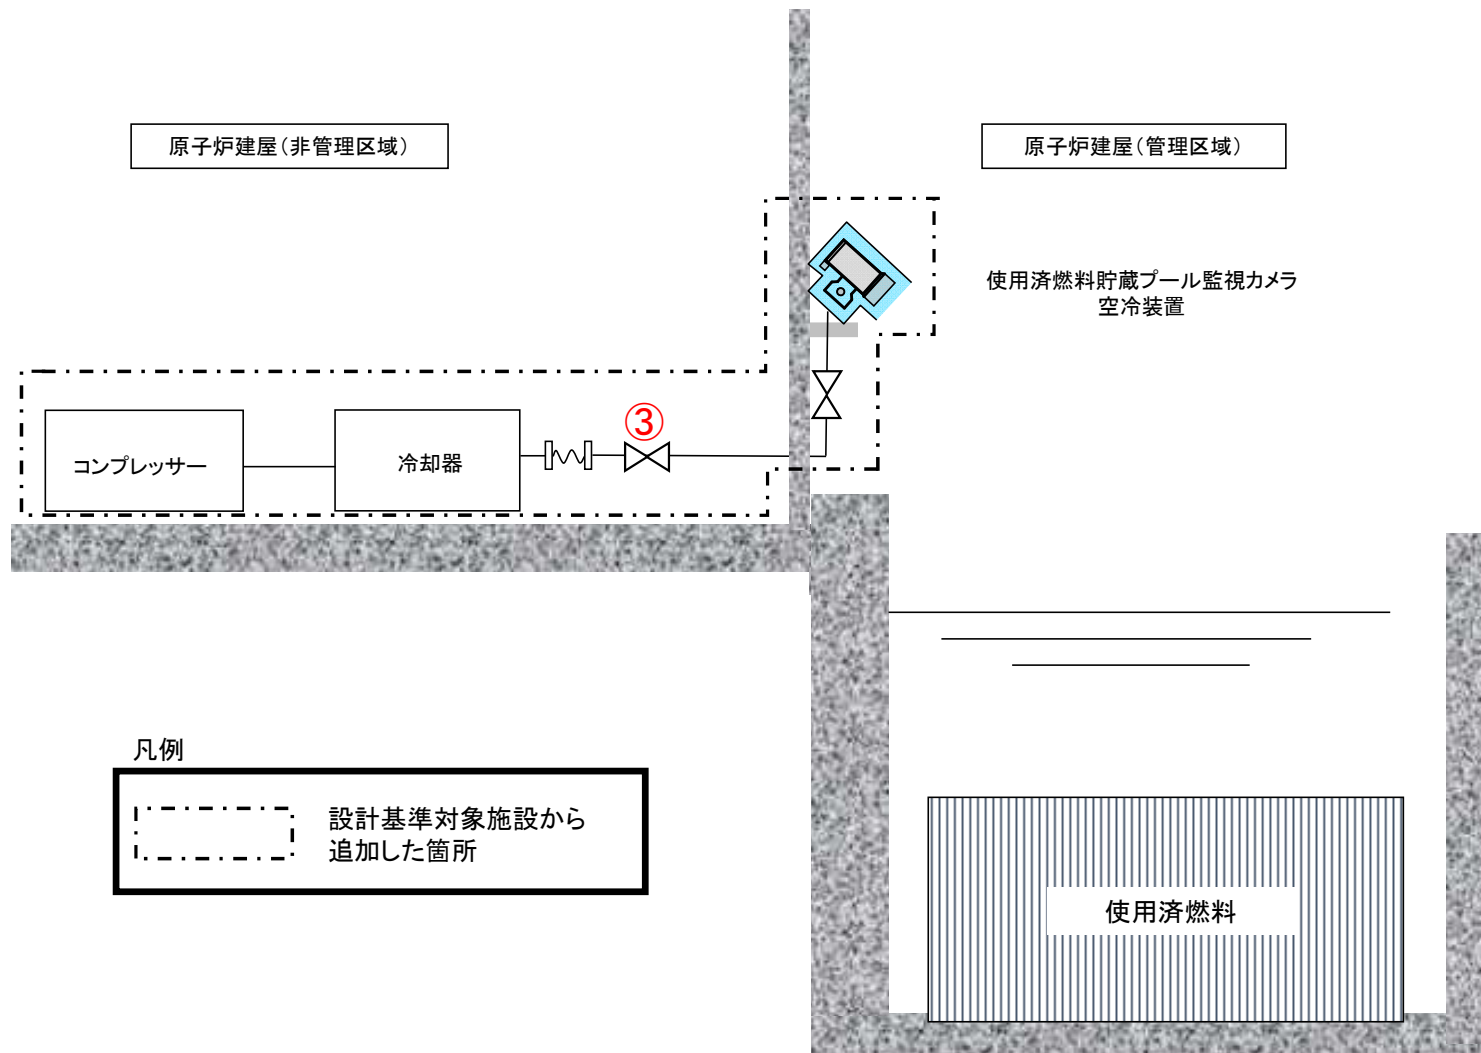 原子炉建屋(非管理区域)
原子炉建屋(管理区域)
使用済燃料貯蔵プール監視カメラ
空冷装置
③
コンプレッサー
冷却器
凡例
設計基準対象施設から
追加した箇所
使用済燃料